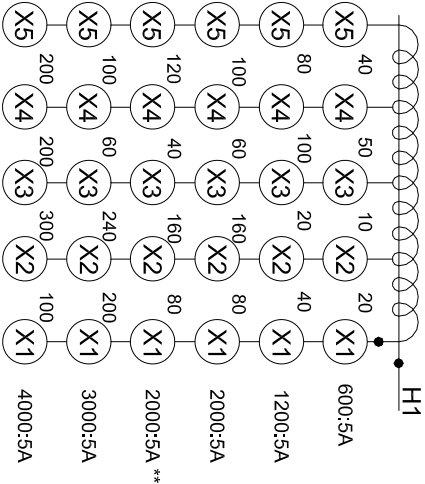 H1
40 50 10 20
X5 X4 X3 X2 X1 600:5A
80 100 20 40
X5 X4 X3 X2 X1 1200:5A
100 60 160 80
X5 X4 X3 X2 X1 2000:5A
120 40 160 80
X5 X4 X3 X2 X1 2000:5A **
100 60 240 200
X5 X4 X3 X2 X1 3000:5A
200 200 300 100
X5 X4 X3 X2 X1 4000:5A